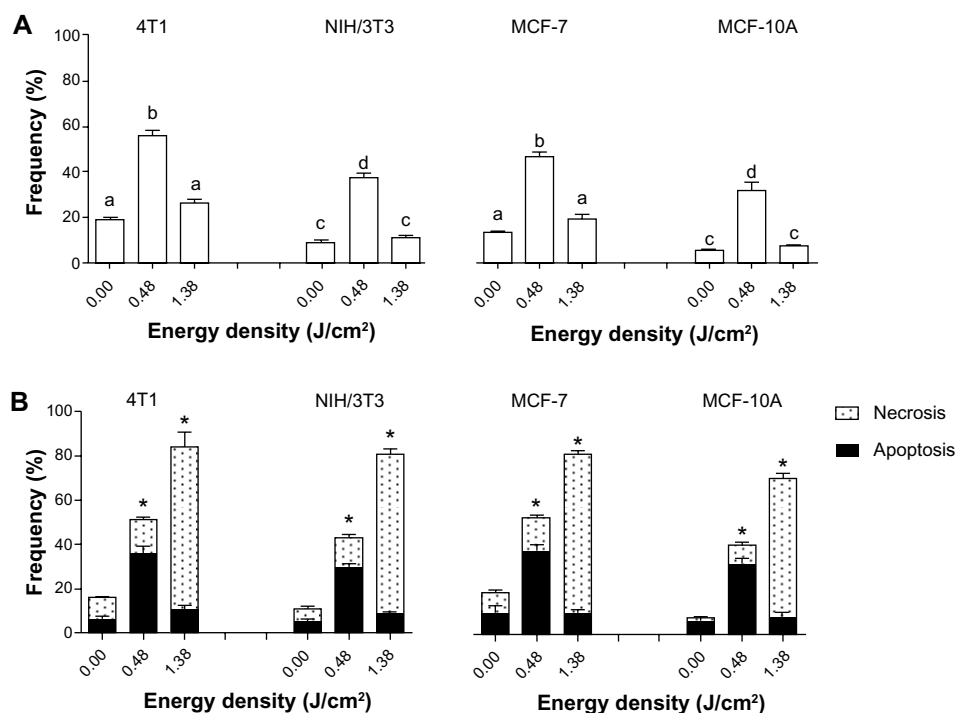 A
4T1 NIH/3T3 MCF-7 MCF-10A
Frequency (%)
100
80
60
40
20
0
a b a c d c a b a c d c
0.00 0.48 1.38 0.00 0.48 1.38 0.00 0.48 1.38 0.00 0.48 1.38
Energy density (J/cm²) Energy density (J/cm²)
B
4T1 NIH/3T3 MCF-7 MCF-10A
Necrosis
Apoptosis
Frequency (%)
100
80
60
40
20
0
* * * * * * * *
0.00 0.48 1.38 0.00 0.48 1.38 0.00 0.48 1.38 0.00 0.48 1.38
Energy density (J/cm²) Energy density (J/cm²)